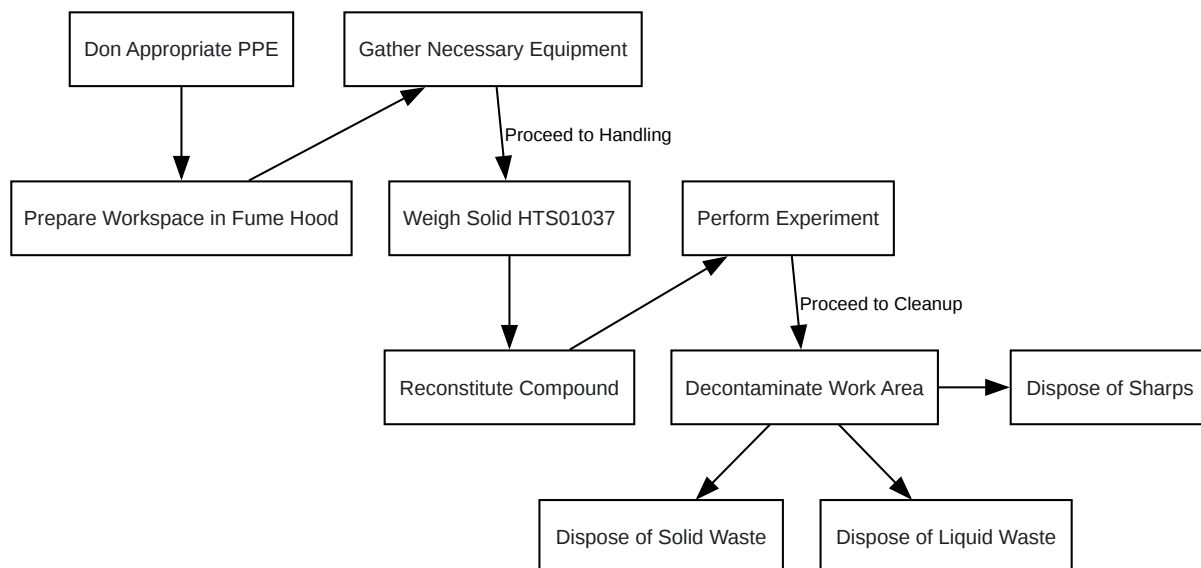 Don Appropriate PPE
Gather Necessary Equipment
Proceed to Handling
Prepare Workspace in Fume Hood
Weigh Solid HTS01037
Perform Experiment
Proceed to Cleanup
Reconstitute Compound
Decontaminate Work Area
Dispose of Sharps
Dispose of Solid Waste
Dispose of Liquid Waste